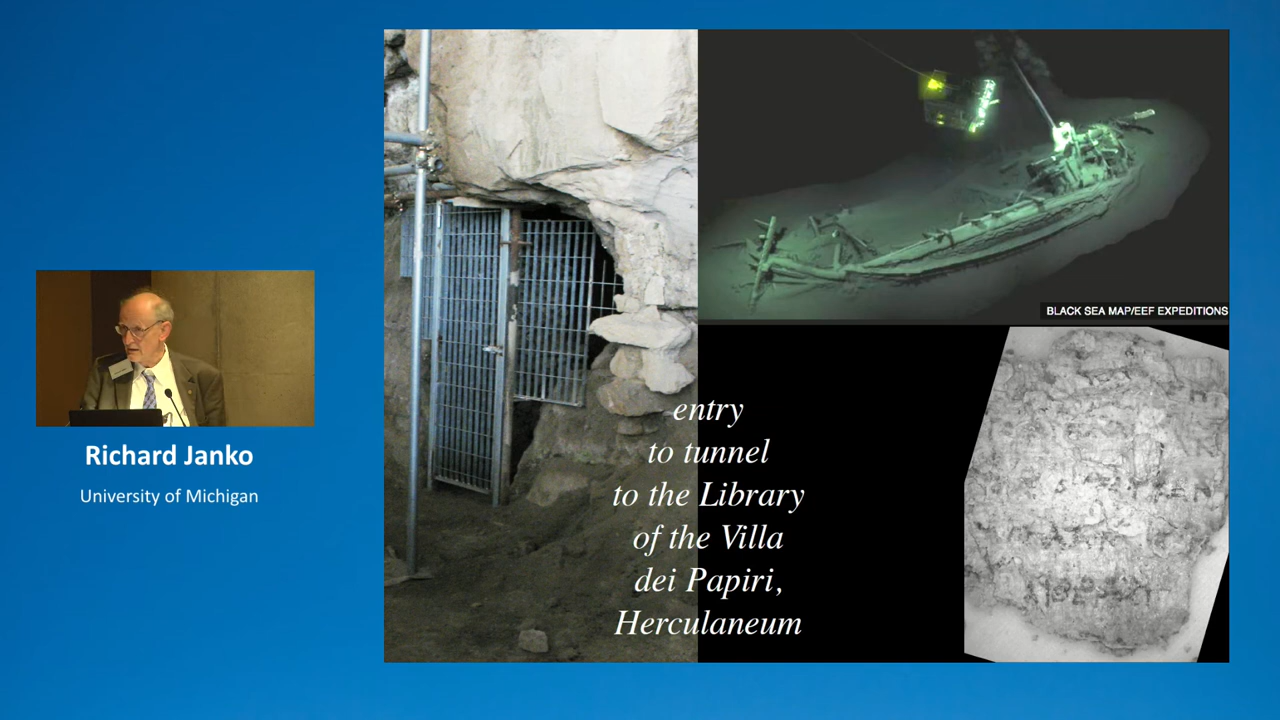 BLACK SEA MAP/EEF EXPEDITIONS
entry
to tunnel
to the Library
of the Villa
dei Papiri,
Herculaneum
Richard Janko
University of Michigan